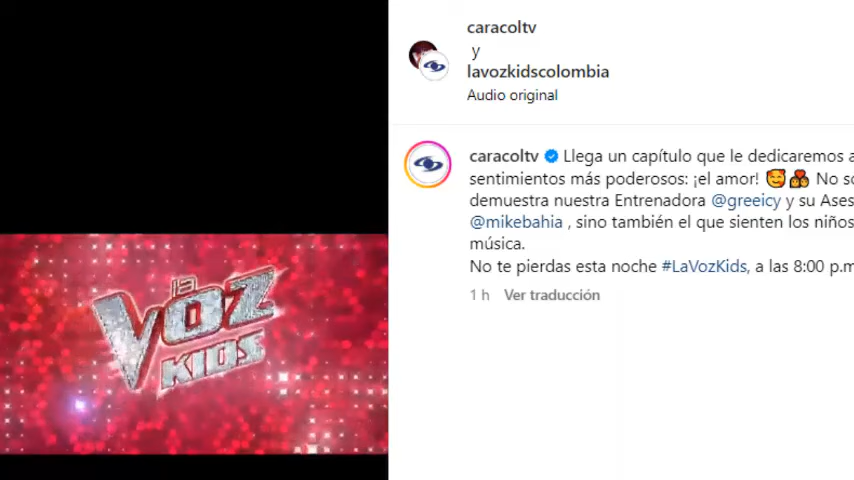 caracoltv
y
lavozkidscolombia
Audio original
caracoltv Llega un capítulo que le dedicaremos a
sentimientos más poderosos: ¡el amor! 🥰 💏 No so
demuestra nuestra Entrenadora @greeicy y su Ases
@mikebahia , sino también el que sienten los niños
música.
No te pierdas esta noche #LaVozKids, a las 8:00 p.m
1 h Ver traducción
la
VOZ
KIDS